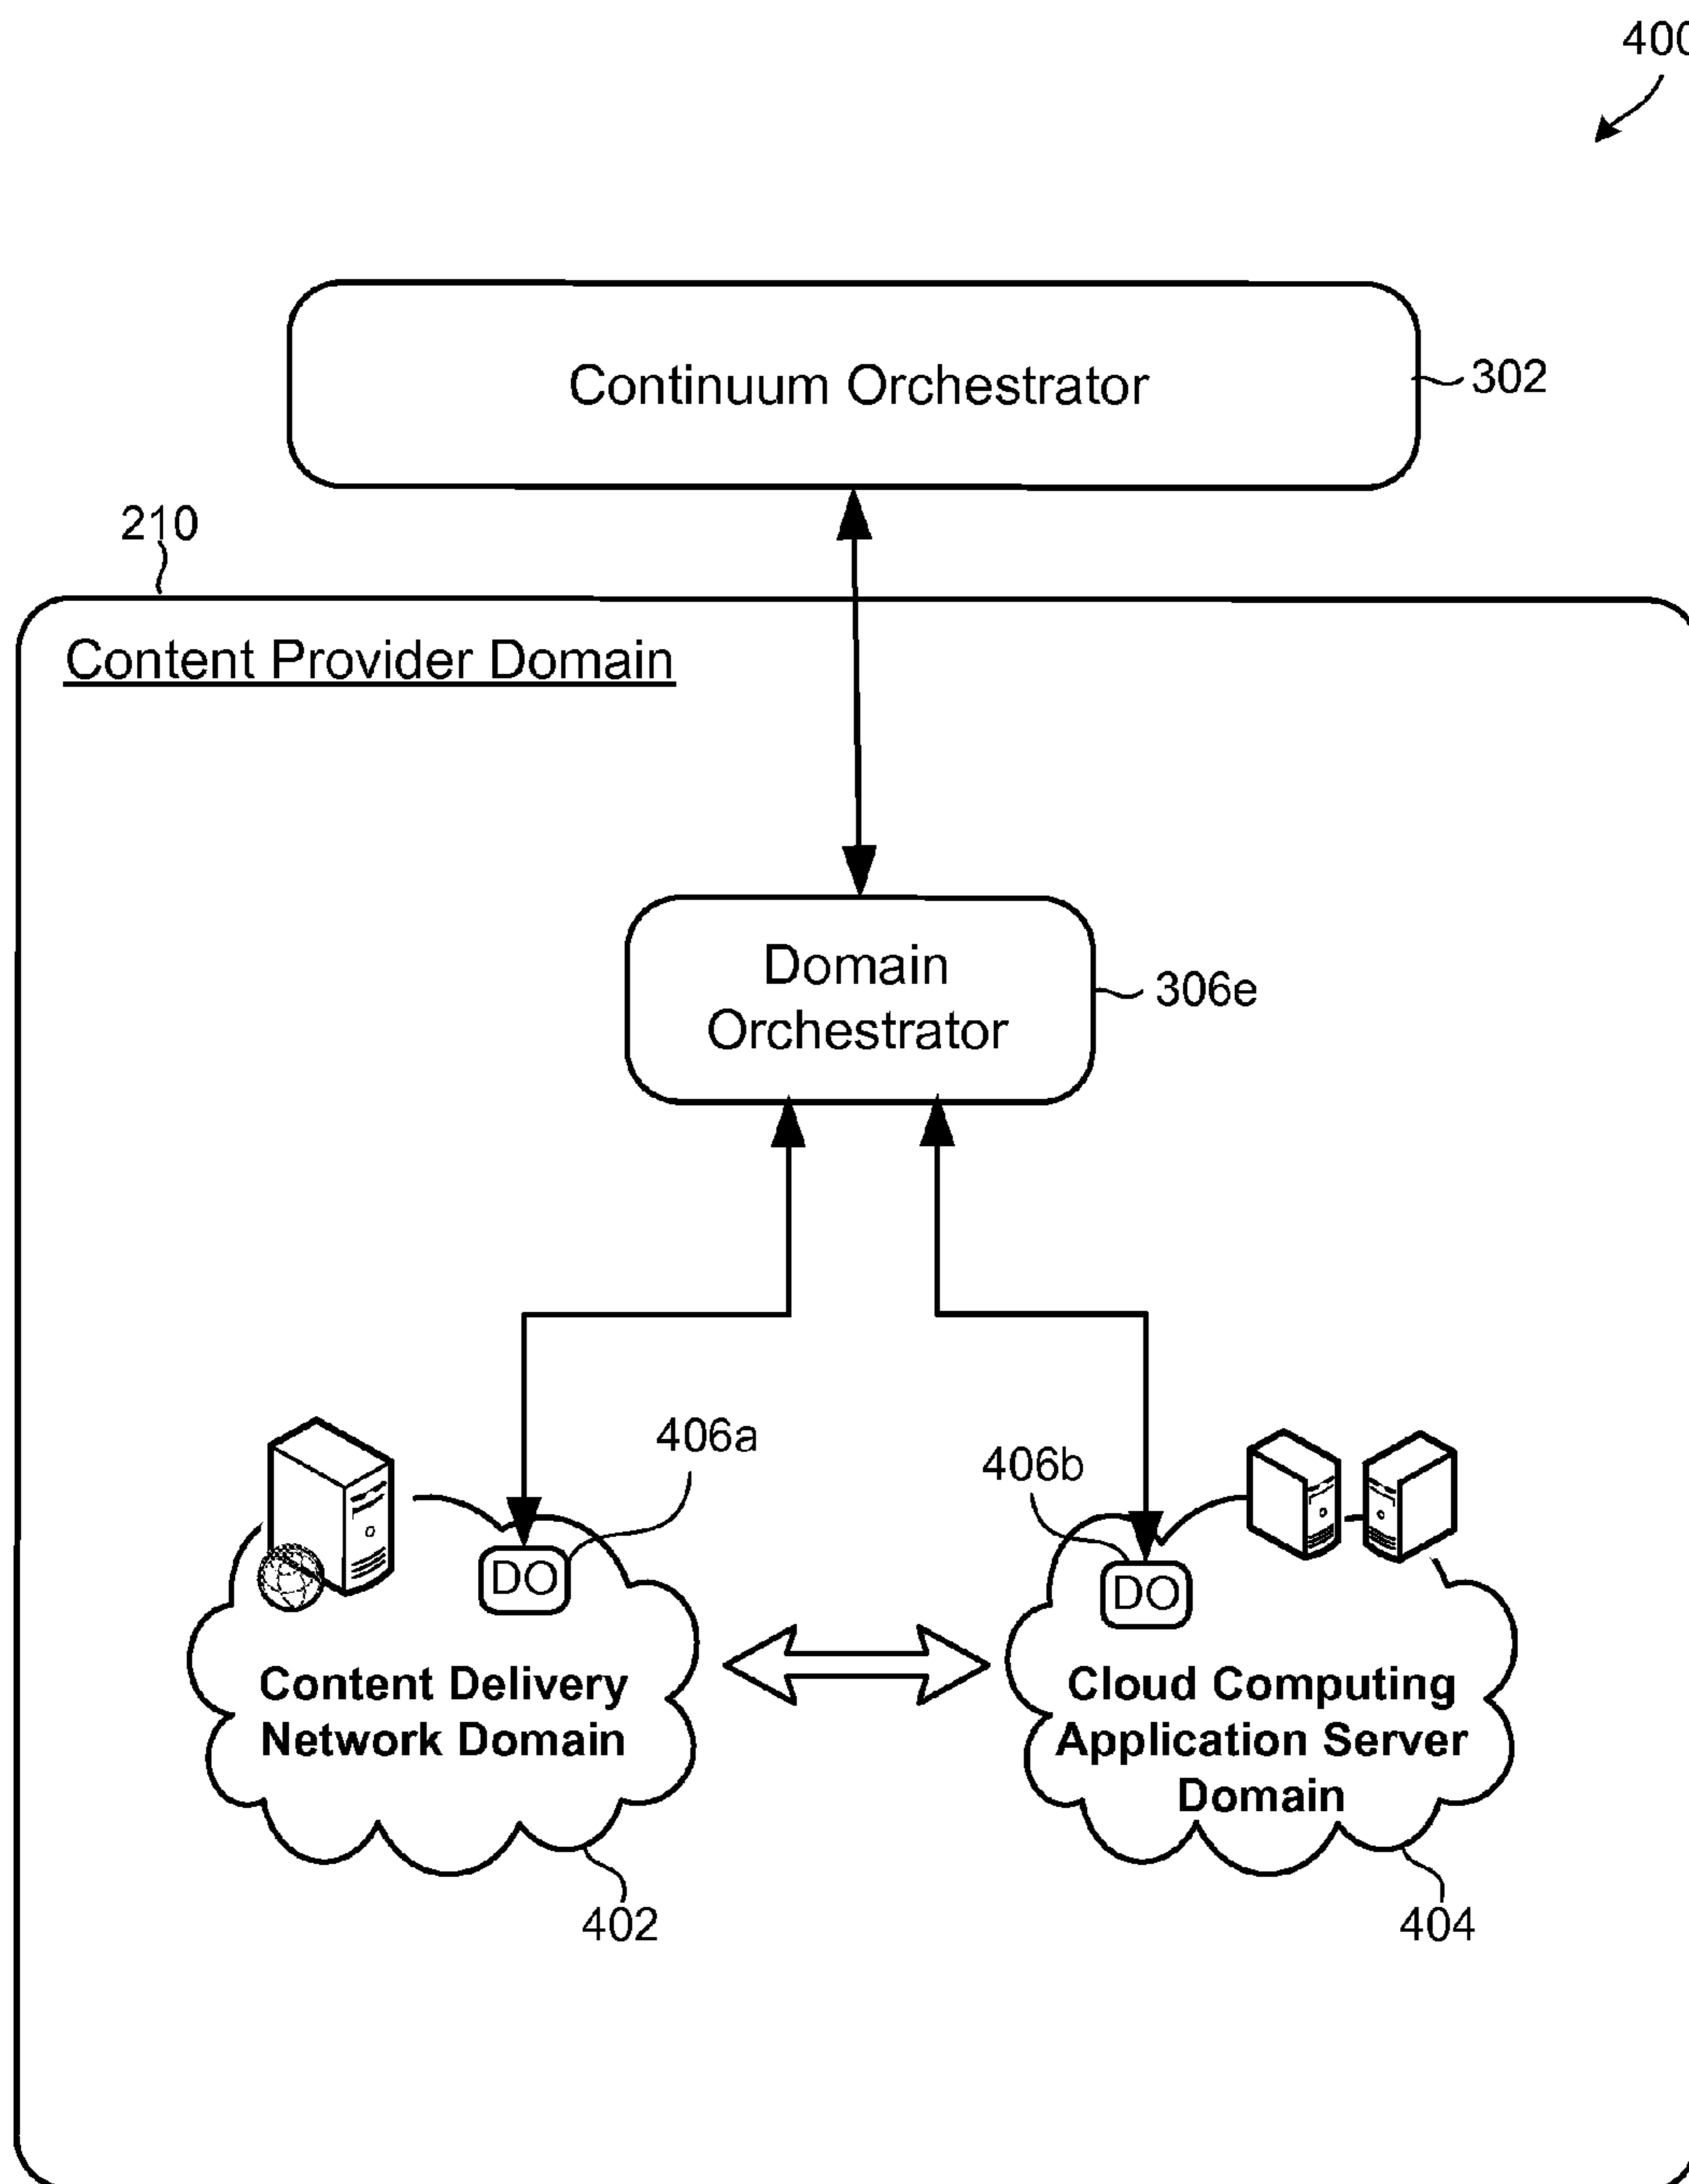 400
Continuum Orchestrator
302
210
Content Provider Domain
Domain
Orchestrator
306e
406a
406b
DO
DO
Content Delivery
Network Domain
Cloud Computing
Application Server
Domain
402
404